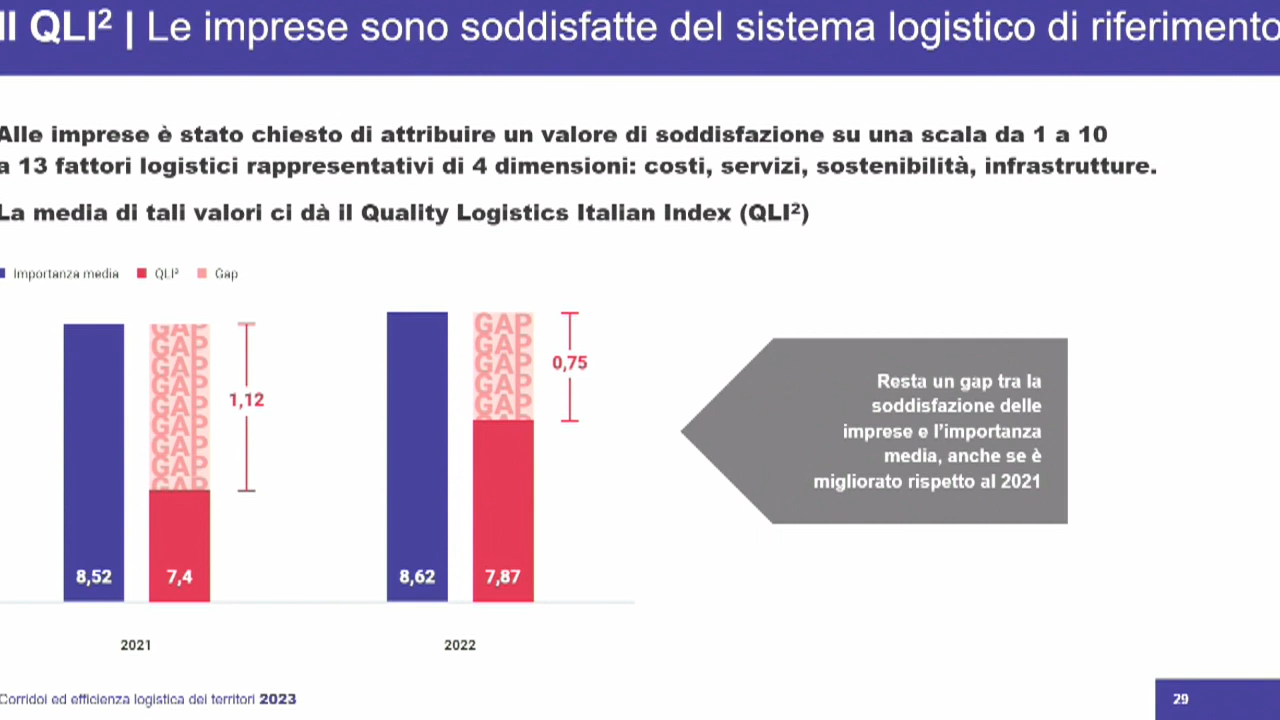 Il QLI² | Le imprese sono soddisfatte del sistema logistico di riferimento
Alle imprese è stato chiesto di attribuire un valore di soddisfazione su una scala da 1 a 10
a 13 fattori logistici rappresentativi di 4 dimensioni: costi, servizi, sostenibilità, infrastrutture.
La media di tali valori ci dà il Quality Logistics Italian Index (QLI²)
Importanza media QLI² Gap
GAP
GAP
GAP
GAP
GAP
GAP
GAP
GAP
GAP
1,12
8,52
7,4
2021
GAP
GAP
GAP
GAP
GAP
GAP
0,75
8,62
7,87
2022
Resta un gap tra la
soddisfazione delle
imprese e l'importanza
media, anche se è
migliorato rispetto al 2021
Corridoi ed efficienza logistica dei territori 2023
29